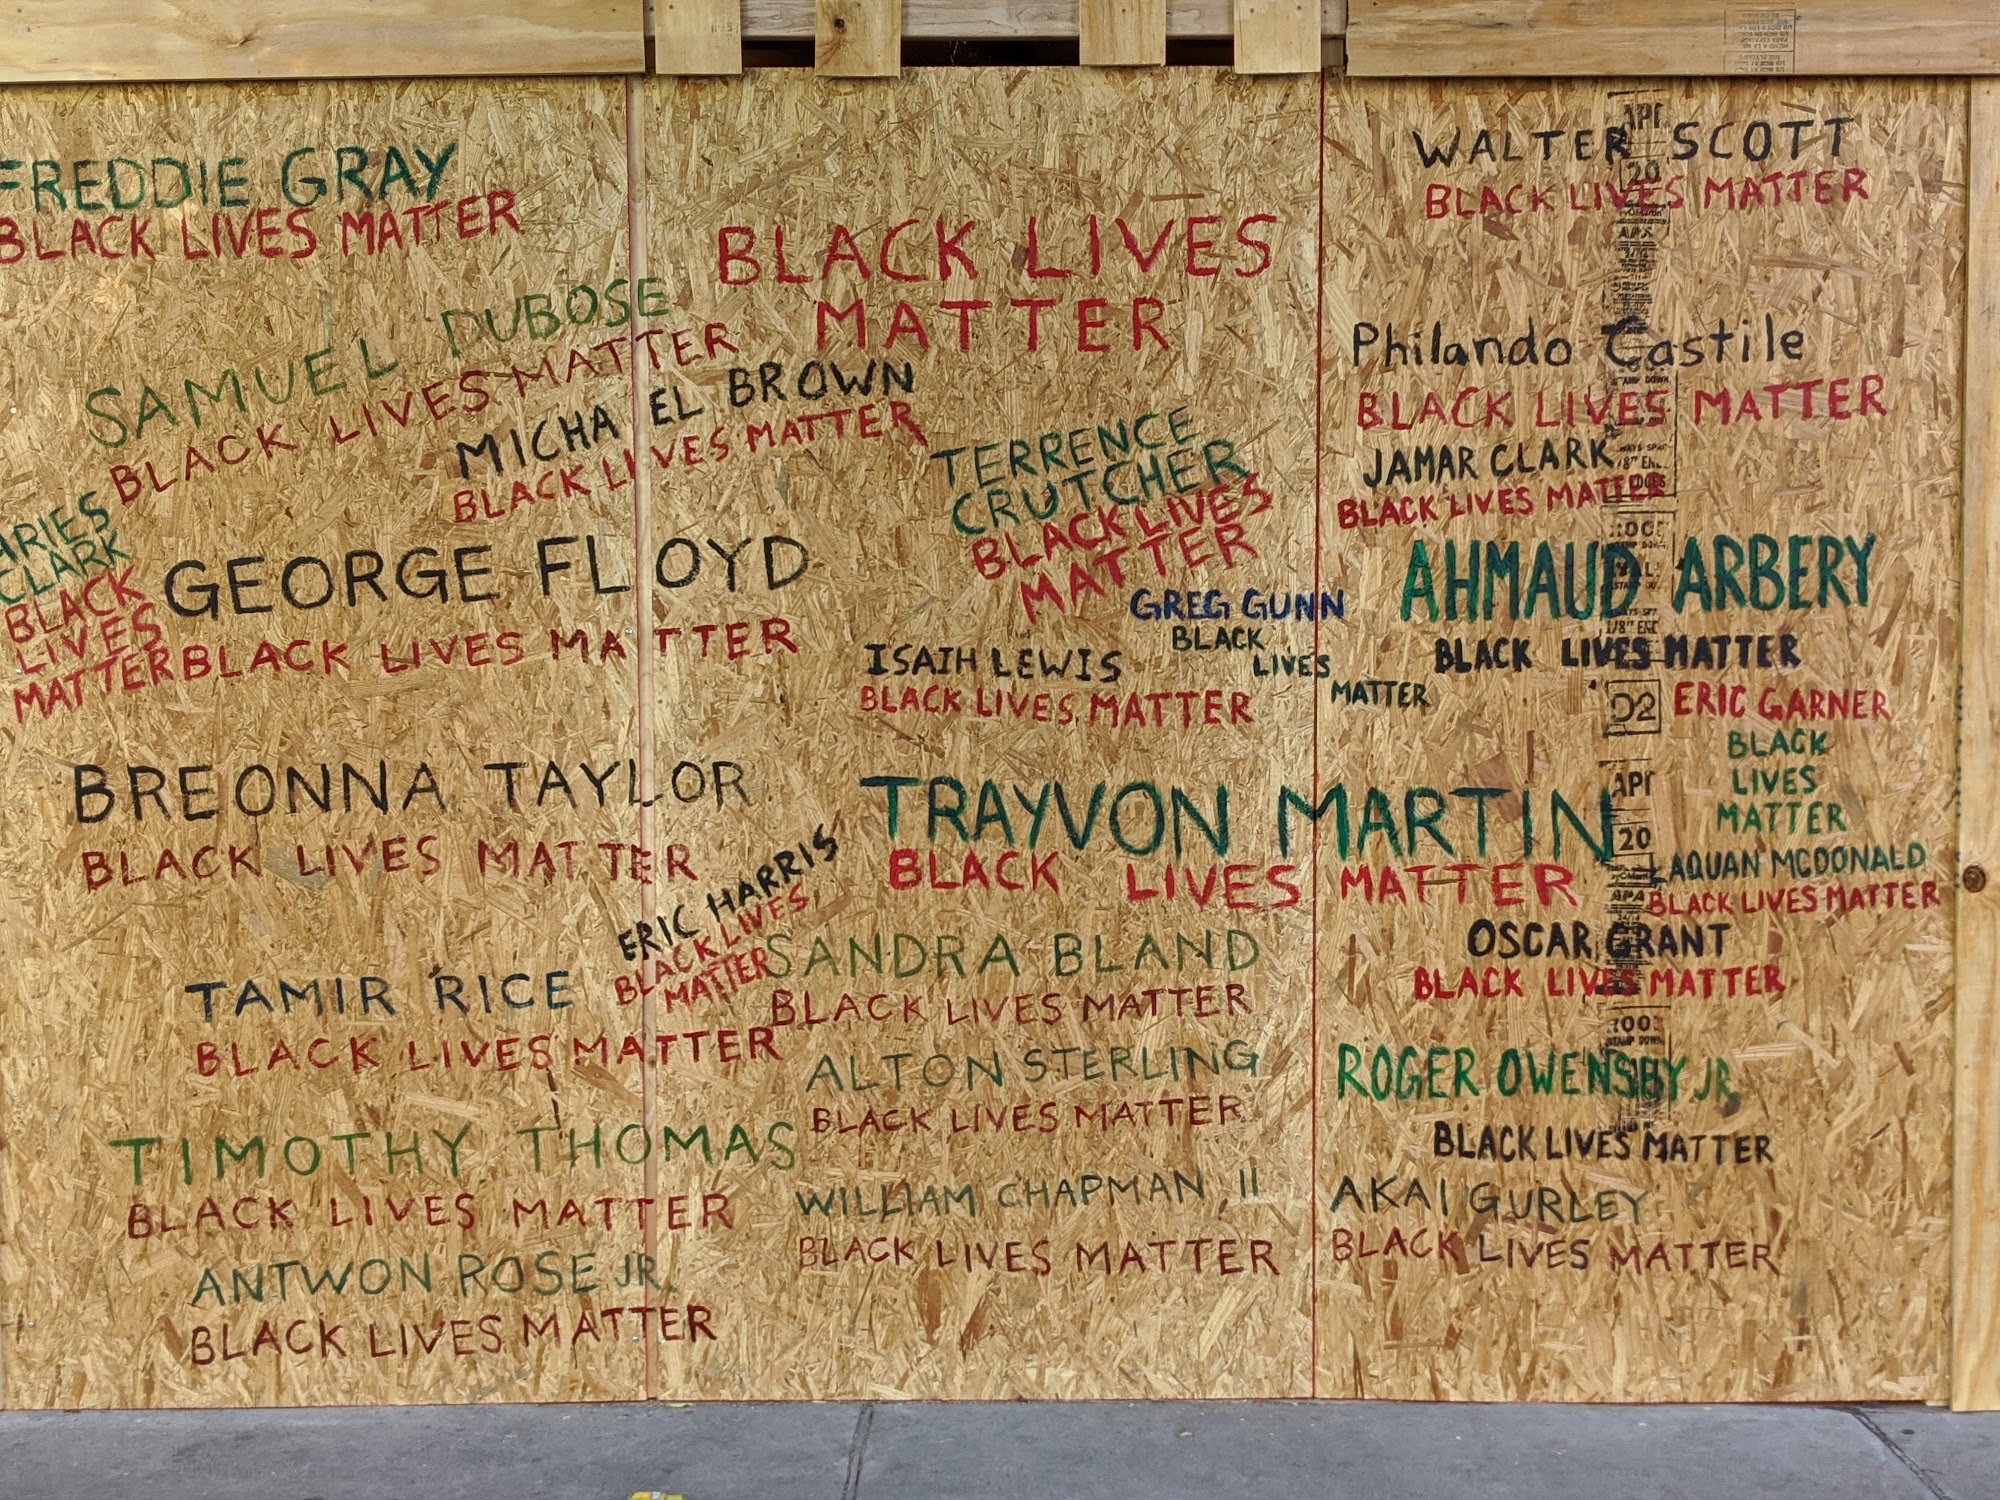 FREDDIE GRAY
BLACK LIVES MATTER
SAMUEL DUBOSE
BLACK LIVES MATTER
MICHAEL BROWN
BLACK LIVES MATTER
ARIES
CLARK
BLACK
LIVES
MATTER
GEORGE FLOYD
BLACK LIVES MATTER
BREONNA TAYLOR
BLACK LIVES MATTER
ERIC HARRIS
BLACK LIVES
MATTER
TAMIR RICE
BLACK LIVES MATTER
TIMOTHY THOMAS
BLACK LIVES MATTER
ANTWON ROSE JR.
BLACK LIVES MATTER
BLACK LIVES
MATTER
TERRENCE
CRUTCHER
BLACK LIVES
MATTER
GREG GUNN
BLACK
LIVES
MATTER
ISAIH LEWIS
BLACK LIVES MATTER
TRAYVON MARTIN
BLACK LIVES MATTER
SANDRA BLAND
BLACK LIVES MATTER
ALTON STERLING
BLACK LIVES MATTER
WILLIAM CHAPMAN II
BLACK LIVES MATTER
WALTER SCOTT
BLACK LIVES MATTER
Philando Castile
BLACK LIVES MATTER
JAMAR CLARK
BLACK LIVES MATTER
AHMAUD ARBERY
BLACK LIVES MATTER
D2
ERIC GARNER
BLACK
LIVES
MATTER
20
LAQUAN MCDONALD
BLACK LIVES MATTER
OSCAR GRANT
BLACK LIVES MATTER
ROGER OWENSBY JR.
BLACK LIVES MATTER
AKAI GURLEY
BLACK LIVES MATTER